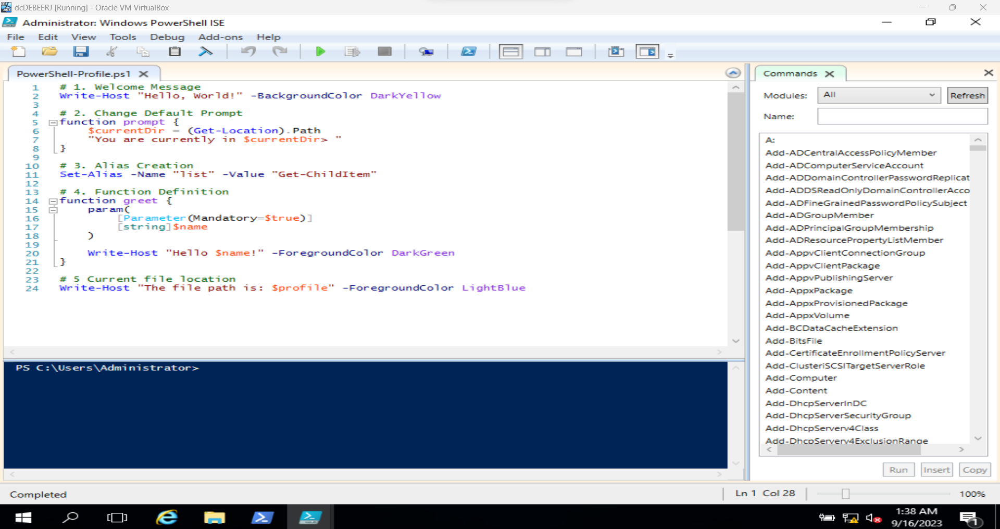 dcDEBEERJ [Running] - Oracle VM VirtualBox
Administrator: Windows PowerShell ISE
File Edit View Tools Debug Add-ons Help
PowerShell-Profile.ps1
1 # 1. Welcome Message
2 Write-Host "Hello, World!" -BackgroundColor DarkYellow
3
4 # 2. Change Default Prompt
5 function prompt {
6 $currentDir = (Get-Location).Path
7 "You are currently in $currentDir> "
8 }
9
10 # 3. Alias Creation
11 Set-Alias -Name "list" -Value "Get-ChildItem"
12
13 # 4. Function Definition
14 function greet {
15 param(
16 [Parameter(Mandatory=$true)]
17 [string]$name
18 )
19
20 Write-Host "Hello $name!" -ForegroundColor DarkGreen
21 }
22
23 # 5 Current file location
24 Write-Host "The file path is: $profile" -ForegroundColor LightBlue
PS C:\Users\Administrator>
Commands
Modules: All Refresh
Name:
A:
Add-ADCentralAccessPolicyMember
Add-ADComputerServiceAccount
Add-ADDomainControllerPasswordReplicat
Add-ADDSReadOnlyDomainControllerAcco
Add-ADFineGrainedPasswordPolicySubject
Add-ADGroupMember
Add-ADPrincipalGroupMembership
Add-ADResourcePropertyListMember
Add-AppvClientConnectionGroup
Add-AppvClientPackage
Add-AppvPublishingServer
Add-AppxPackage
Add-AppxProvisionedPackage
Add-AppxVolume
Add-BCDataCacheExtension
Add-BitsFile
Add-CertificateEnrollmentPolicyServer
Add-ClusteriSCSITargetServerRole
Add-Computer
Add-Content
Add-DhcpServerInDC
Add-DhcpServerSecurityGroup
Add-DhcpServerv4Class
Add-DhcpServerv4ExclusionRange
Run Insert Copy
Completed
Ln 1 Col 28
100%
1:38 AM
9/16/2023
1